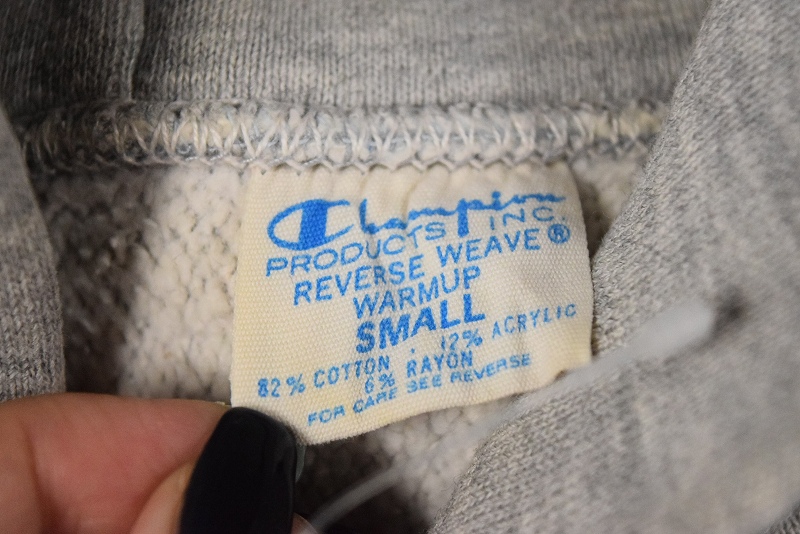 Champion
PRODUCTS INC.
REVERSE WEAVE ®
WARMUP
SMALL
82% COTTON . 12% ACRYLIC
6% RAYON
FOR CARE SEE REVERSE